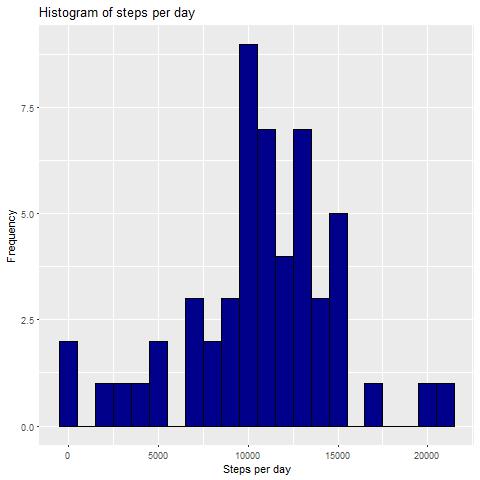 Histogram of steps per day
7.5
5.0
2.5
0.0
Frequency
0 5000 10000 15000 20000
Steps per day